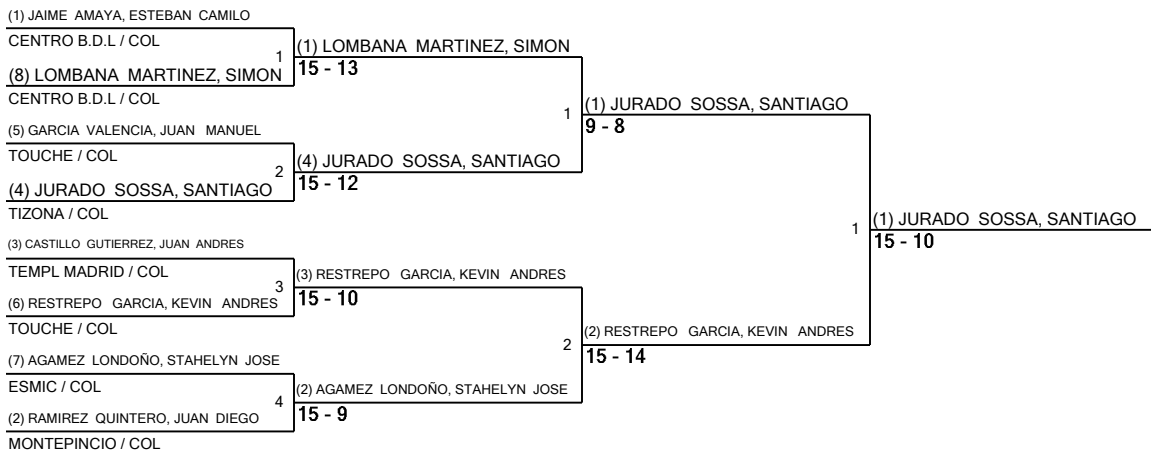 (1) JAIME AMAYA, ESTEBAN CAMILO
CENTRO B.D.L / COL
1
(8) LOMBANA MARTINEZ, SIMON
CENTRO B.D.L / COL
(5) GARCIA VALENCIA, JUAN MANUEL
TOUCHE / COL
2
(4) JURADO SOSSA, SANTIAGO
TIZONA / COL
(3) CASTILLO GUTIERREZ, JUAN ANDRES
TEMPL MADRID / COL
3
(6) RESTREPO GARCIA, KEVIN ANDRES
TOUCHE / COL
(7) AGAMEZ LONDOÑO, STAHELYN JOSE
ESMIC / COL
4
(2) RAMIREZ QUINTERO, JUAN DIEGO
MONTEPINCIO / COL
(1) LOMBANA MARTINEZ, SIMON
15 - 13
1
(4) JURADO SOSSA, SANTIAGO
15 - 12
(3) RESTREPO GARCIA, KEVIN ANDRES
15 - 10
2
(2) AGAMEZ LONDOÑO, STAHELYN JOSE
15 - 9
(1) JURADO SOSSA, SANTIAGO
9 - 8
1
(2) RESTREPO GARCIA, KEVIN ANDRES
15 - 14
(1) JURADO SOSSA, SANTIAGO
15 - 10